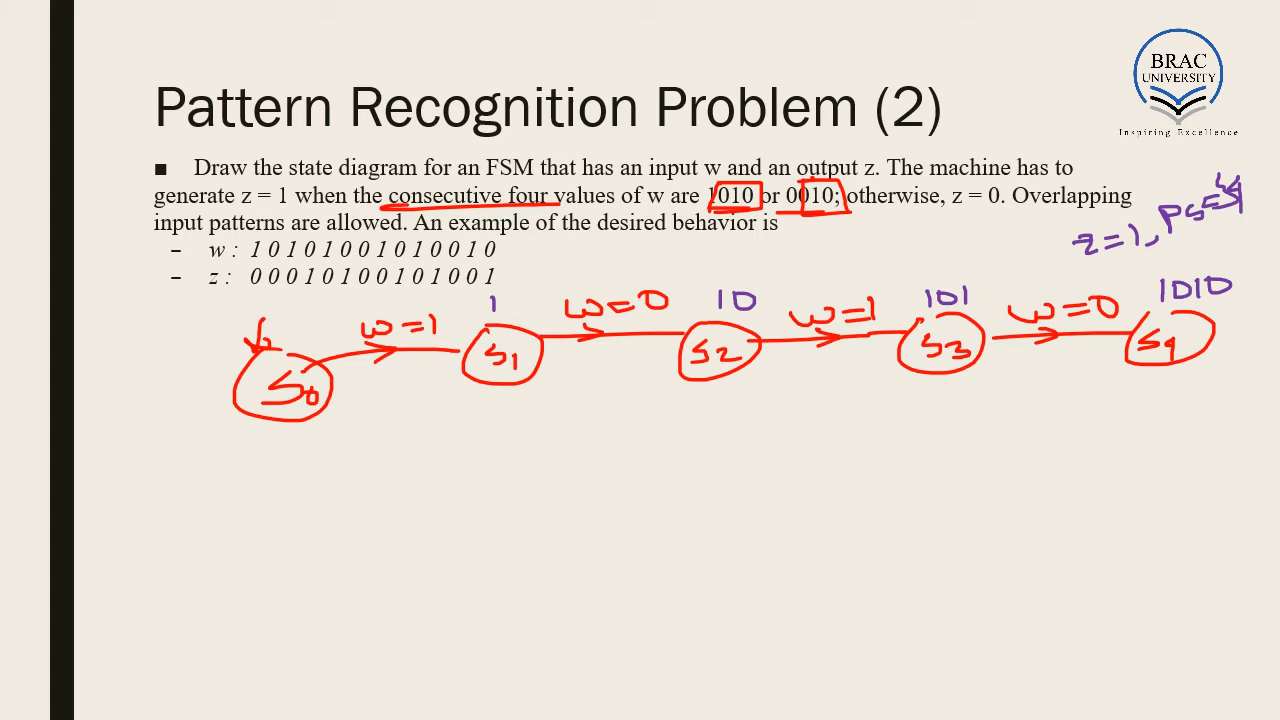 BRAC
UNIVERSITY
Inspiring Excellence
Pattern Recognition Problem (2)
■ Draw the state diagram for an FSM that has an input w and an output z. The machine has to
generate z = 1 when the consecutive four values of w are 1010 or 0010; otherwise, z = 0. Overlapping
input patterns are allowed. An example of the desired behavior is
– w : 1 0 1 0 1 0 0 1 0 1 0 0 1 0
– z : 0 0 0 1 0 1 0 0 1 0 1 0 0 1
z=1, PS=S4
1 10 101 1010
w=1 w=0 w=1 w=0
S0 S1 S2 S3 S4